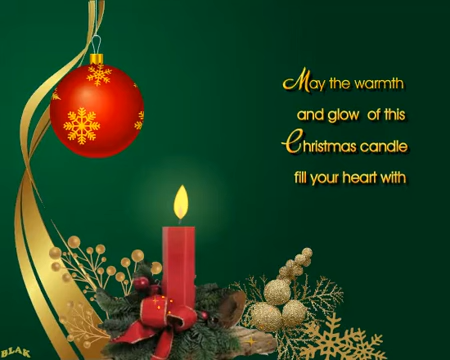 May the warmth
and glow of this
Christmas candle
fill your heart with
BLAK